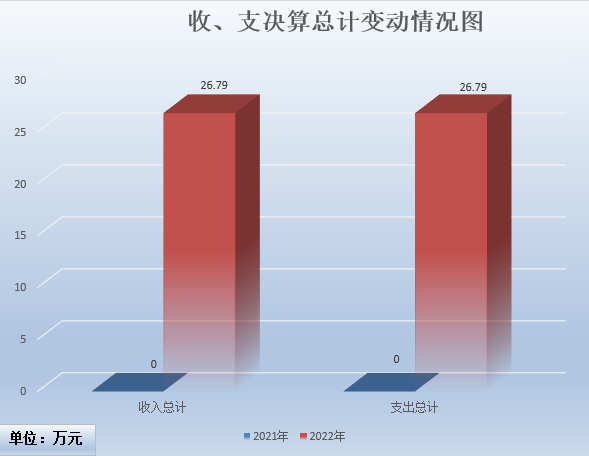 收、支决算总计变动情况图
30
25
20
15
10
5
0
26.79
26.79
0
0
收入总计
支出总计
单位：万元
2021年
2022年